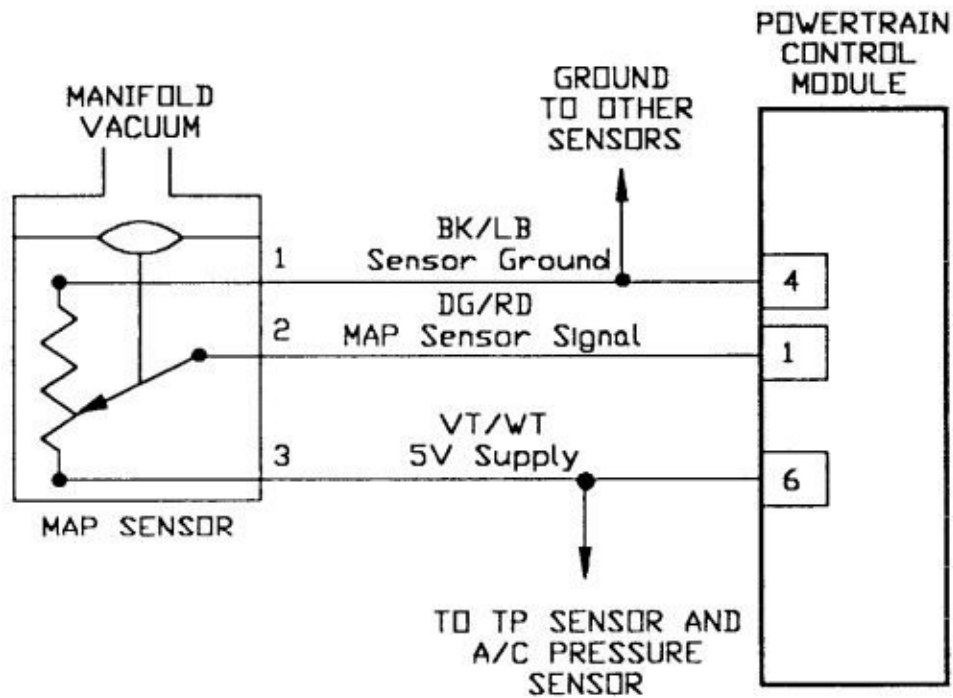 POWERTRAIN
CONTROL
MODULE
GROUND
TO OTHER
SENSORS
MANIFOLD
VACUUM
BK/LB
1 Sensor Ground 4
DG/RD
2 MAP Sensor Signal 1
VT/WT
3 5V Supply 6
MAP SENSOR
TO TP SENSOR AND
A/C PRESSURE
SENSOR